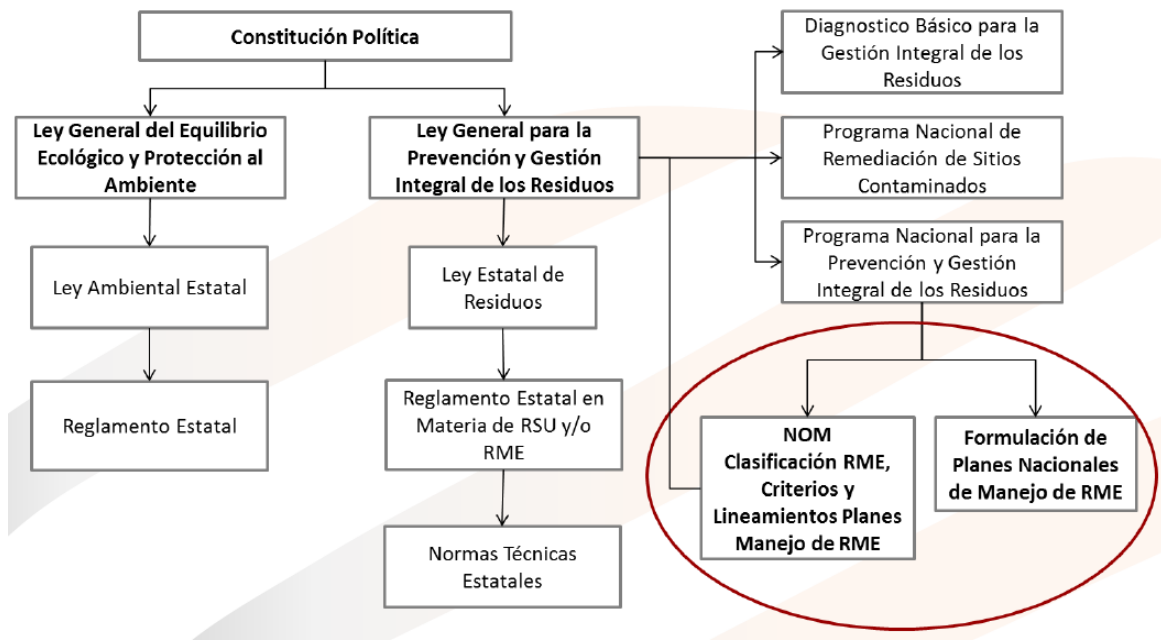 Constitución Política
Ley General del Equilibrio
Ecológico y Protección al
Ambiente
Ley Ambiental Estatal
Reglamento Estatal
Ley General para la
Prevención y Gestión
Integral de los Residuos
Ley Estatal de
Residuos
Reglamento Estatal en
Materia de RSU y/o
RME
Normas Técnicas
Estatales
Diagnostico Básico para la
Gestión Integral de los
Residuos
Programa Nacional de
Remediación de Sitios
Contaminados
Programa Nacional para la
Prevención y Gestión
Integral de los Residuos
NOM
Clasificación RME,
Criterios y
Lineamientos Planes
Manejo de RME
Formulación de
Planes Nacionales
de Manejo de RME